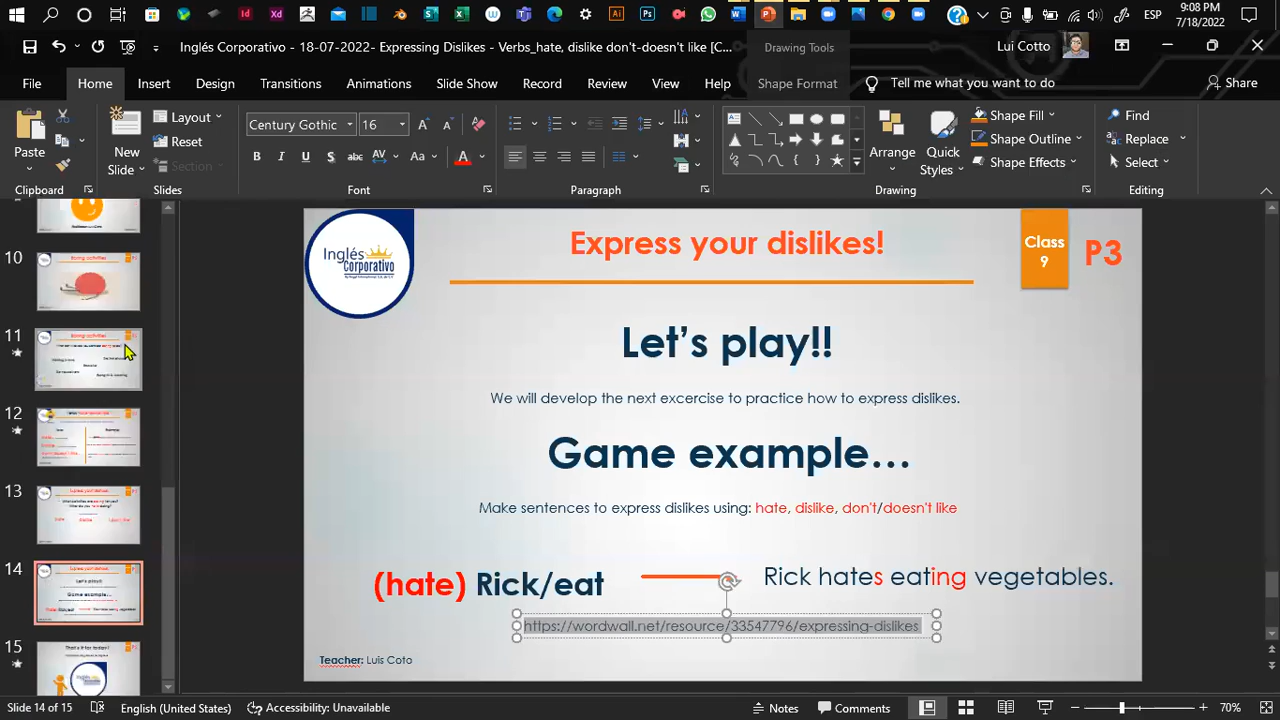 ESP
9:08 PM
7/18/2022
Inglés Corporativo - 18-07-2022- Expressing Dislikes - Verbs_hate, dislike don't-doesn't like [C...
Drawing Tools
Lui Cotto
File
Home
Insert
Design
Transitions
Animations
Slide Show
Record
Review
View
Help
Shape Format
Tell me what you want to do
Share
Paste
New
Slide
Layout
Reset
Section
Century Gothic
16
Arrange
Quick
Styles
Shape Fill
Shape Outline
Shape Effects
Find
Replace
Select
Clipboard
Slides
Font
Paragraph
Drawing
Editing
10
11
12
13
14
15
Inglés
Corporativo
Express your dislikes!
Class
9
P3
Let's play!!
We will develop the next excercise to practice how to express dislikes.
Game example...
Make sentences to express dislikes using: hate, dislike, don't/doesn't like
(hate) Rick/eat
Rick hates eating vegetables.
https://wordwall.net/resource/33547796/expressing-dislikes
Teacher: Luis Coto
Slide 14 of 15
English (United States)
Accessibility: Unavailable
Notes
Comments
70%